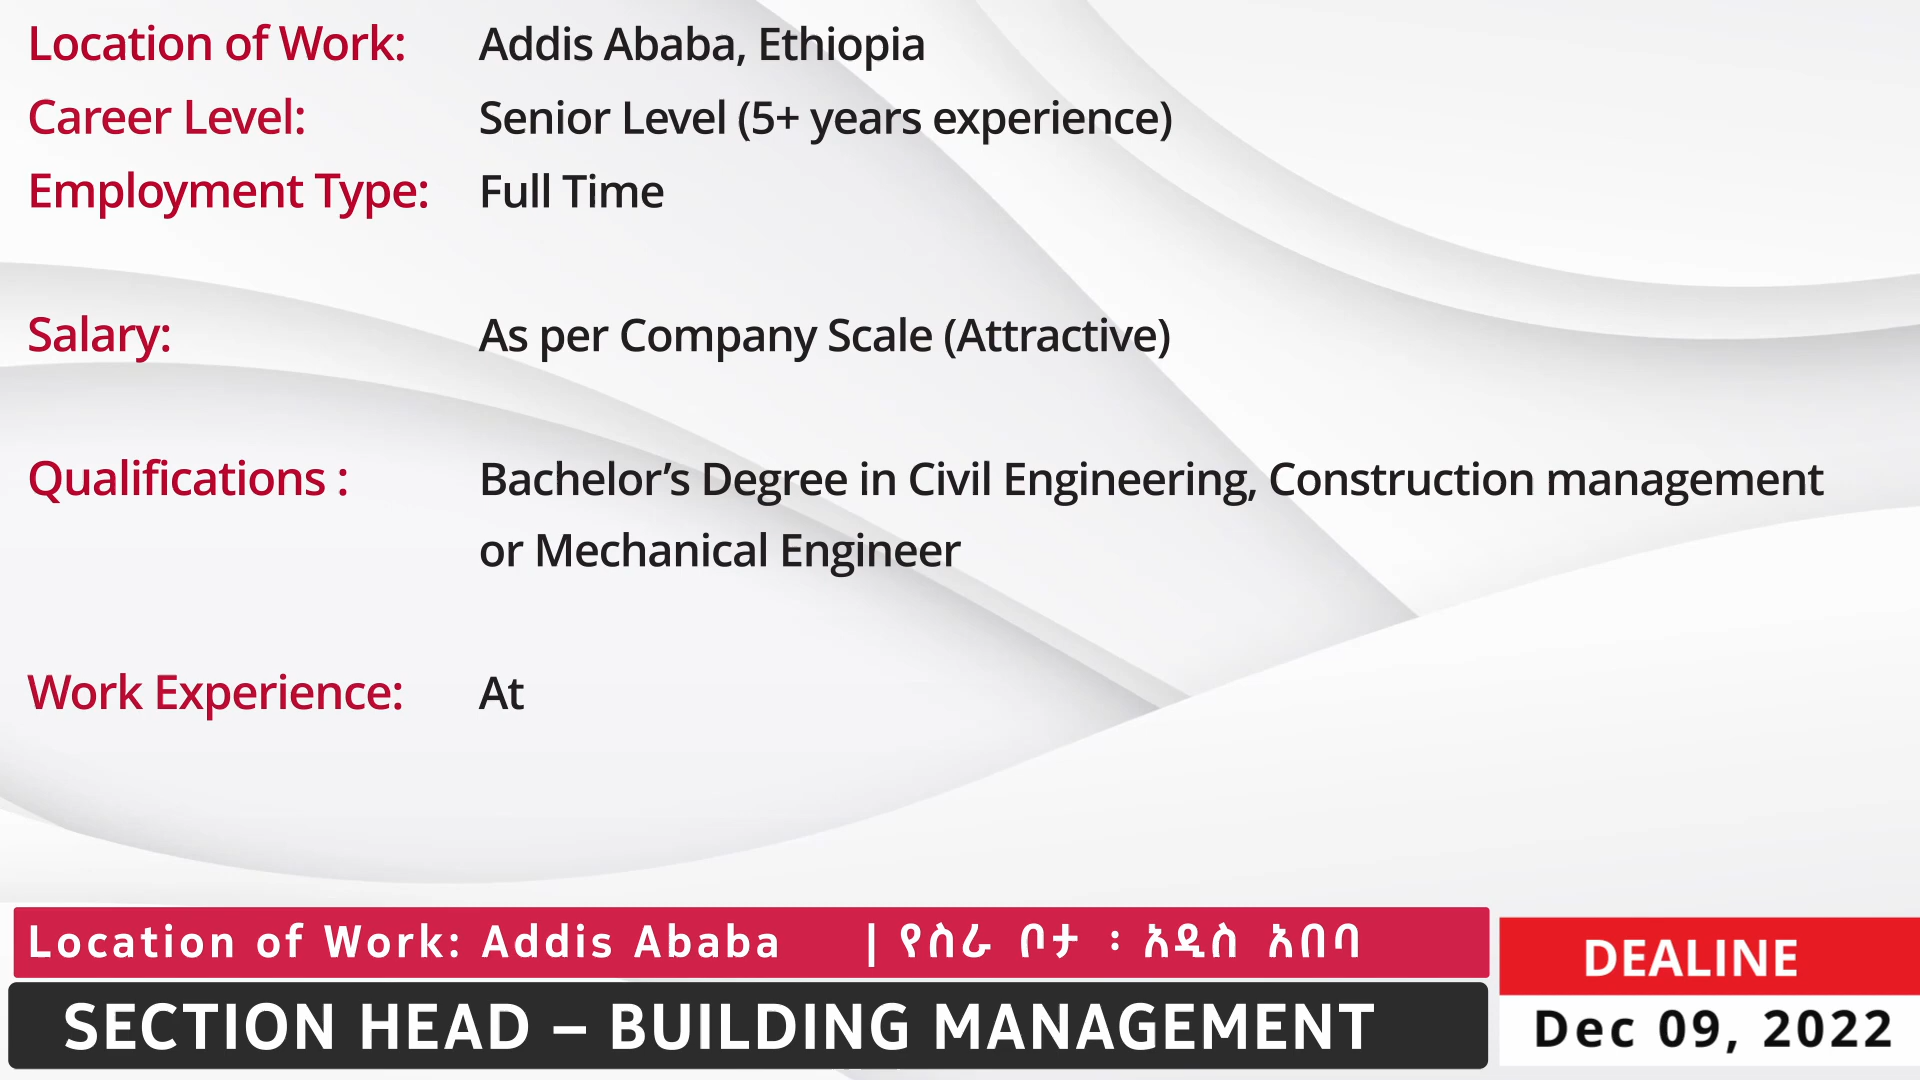 Location of Work: Addis Ababa, Ethiopia
Career Level: Senior Level (5+ years experience)
Employment Type: Full Time
Salary: As per Company Scale (Attractive)
Qualifications : Bachelor’s Degree in Civil Engineering, Construction management
or Mechanical Engineer
Work Experience: At
Location of Work: Addis Ababa | የስራ ቦታ ፡ አዲስ አበባ
SECTION HEAD – BUILDING MANAGEMENT
DEALINE
Dec 09, 2022